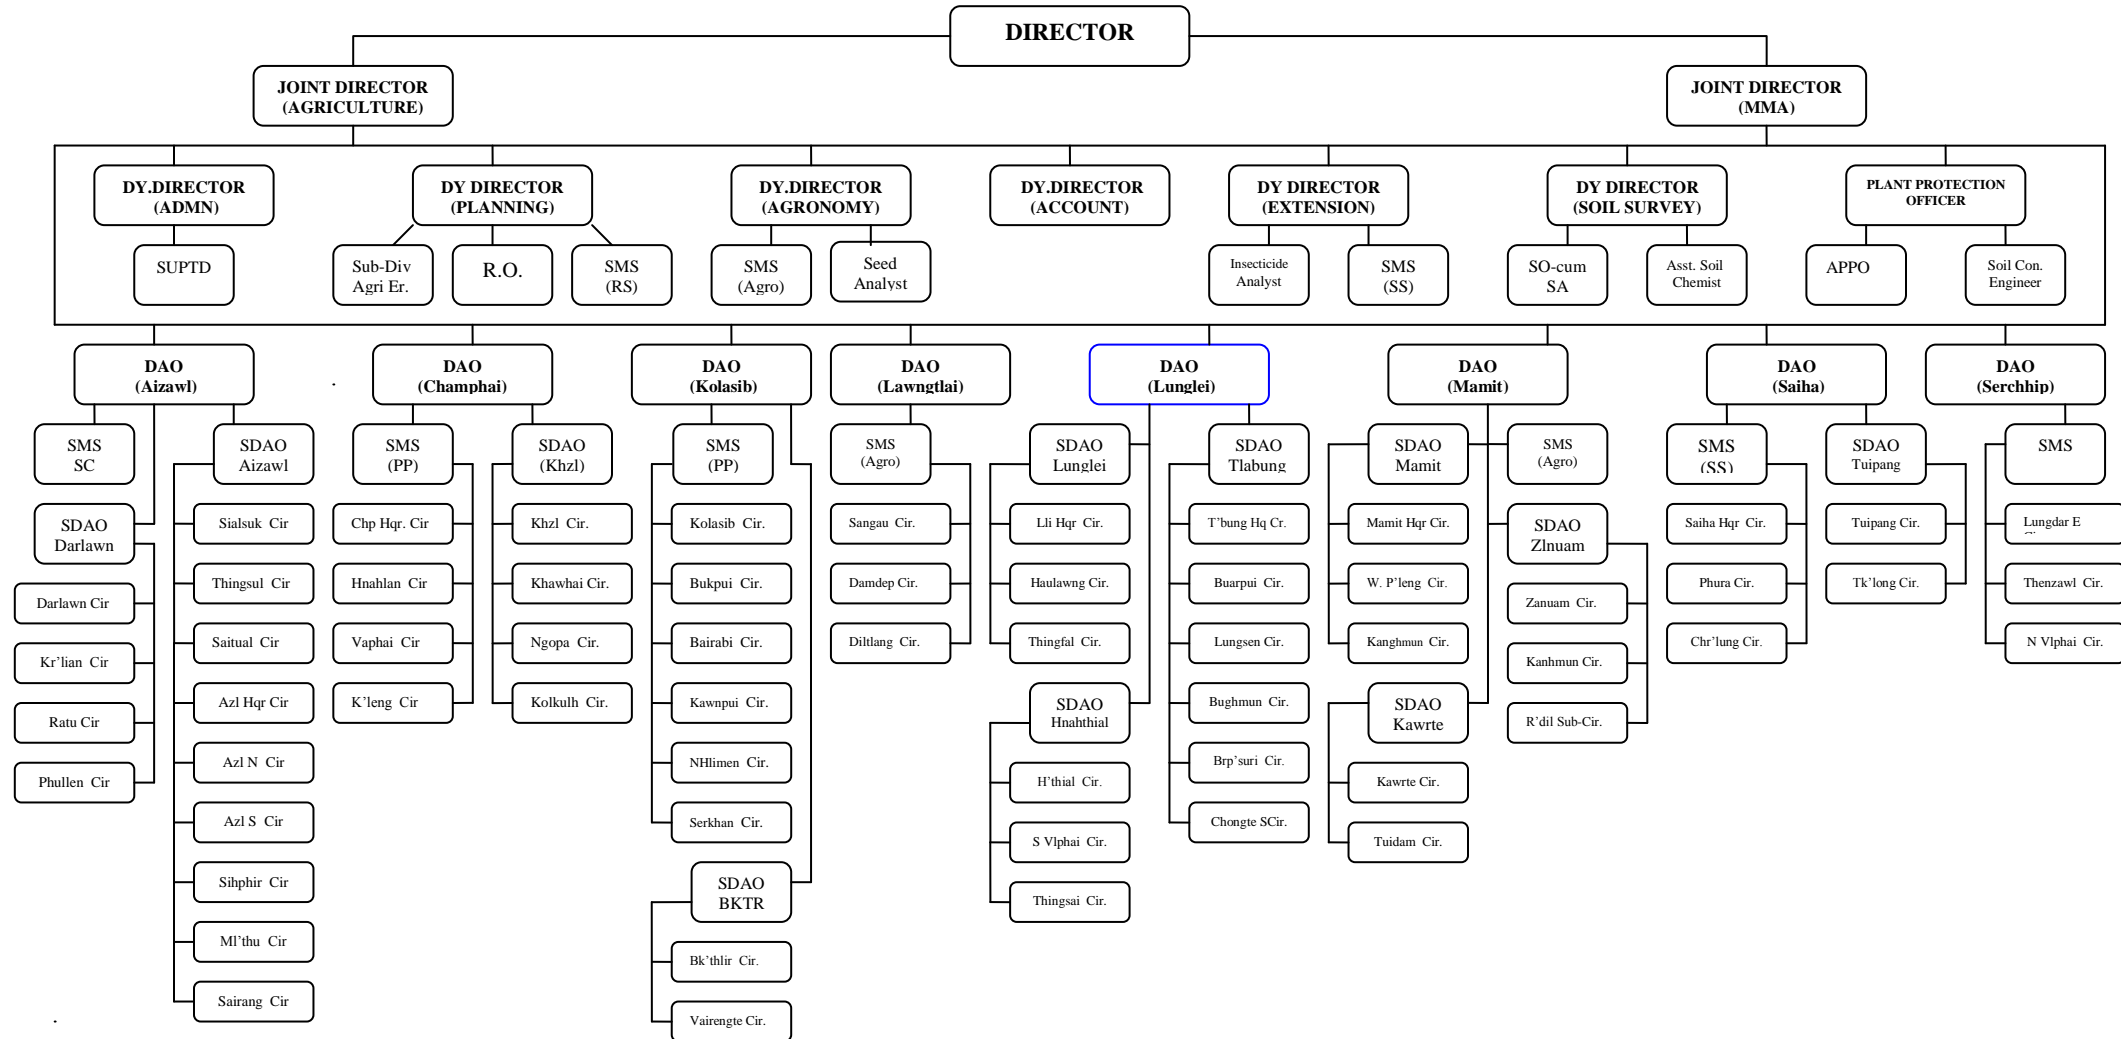 DIRECTOR
JOINT DIRECTOR
(AGRICULTURE)
JOINT DIRECTOR
(MMA)
DY.DIRECTOR
(ADMN)
DY DIRECTOR
(PLANNING)
DY.DIRECTOR
(AGRONOMY)
DY.DIRECTOR
(ACCOUNT)
DY DIRECTOR
(EXTENSION)
DY DIRECTOR
(SOIL SURVEY)
PLANT PROTECTION
OFFICER
SUPTD
Sub-Div
Agri Er.
R.O.
SMS
(RS)
SMS
(Agro)
Seed
Analyst
Insecticide
Analyst
SMS
(SS)
SO-cum
SA
Asst. Soil
Chemist
APPO
Soil Con.
Engineer
DAO
(Aizawl)
DAO
(Champhai)
DAO
(Kolasib)
DAO
(Lawngtlai)
DAO
(Lunglei)
DAO
(Mamit)
DAO
(Saiha)
DAO
(Serchhip)
SMS
SC
SDAO
Darlawn
Darlawn Cir
Kr'lian Cir
Ratu Cir
Phullen Cir
SDAO
Aizawl
Sialsuk Cir
Thingsul Cir
Saitual Cir
Azl Hqr Cir
Azl N Cir
Azl S Cir
Sihphir Cir
Ml'thu Cir
Sairang Cir
SMS
(PP)
Chp Hqr. Cir
Hnahlan Cir
Vaphai Cir
K'leng Cir
SDAO
(Khzl)
Khzl Cir.
Khawhai Cir.
Ngopa Cir.
Kolkulh Cir.
SMS
(PP)
Kolasib Cir.
Bukpui Cir.
Bairabi Cir.
Kawnpui Cir.
NHlimen Cir.
Serkhan Cir.
SDAO
BKTR
Bk'thlir Cir.
Vairengte Cir.
SMS
(Agro)
Sangau Cir.
Damdep Cir.
Diltlang Cir.
SDAO
Lunglei
Lli Hqr Cir.
Haulawng Cir.
Thingfal Cir.
SDAO
Hnahthial
H'thial Cir.
S Vlphai Cir.
Thingsai Cir.
SDAO
Tlabung
T'bung Hq Cr.
Buarpui Cir.
Lungsen Cir.
Bughmun Cir.
Brp'suri Cir.
Chongte SCir.
SDAO
Mamit
Mamit Hqr Cir.
W. P'leng Cir.
Kanghmun Cir.
SDAO
Kawrte
Kawrte Cir.
Tuidam Cir.
SMS
(Agro)
SDAO
Zlnuam
Zanuam Cir.
Kanhmun Cir.
R'dil Sub-Cir.
SMS
(SS)
Saiha Hqr Cir.
Phura Cir.
Chr'lung Cir.
SDAO
Tuipang
Tuipang Cir.
Tk'long Cir.
SMS
Lungdar E
Thenzawl Cir.
N Vlphai Cir.